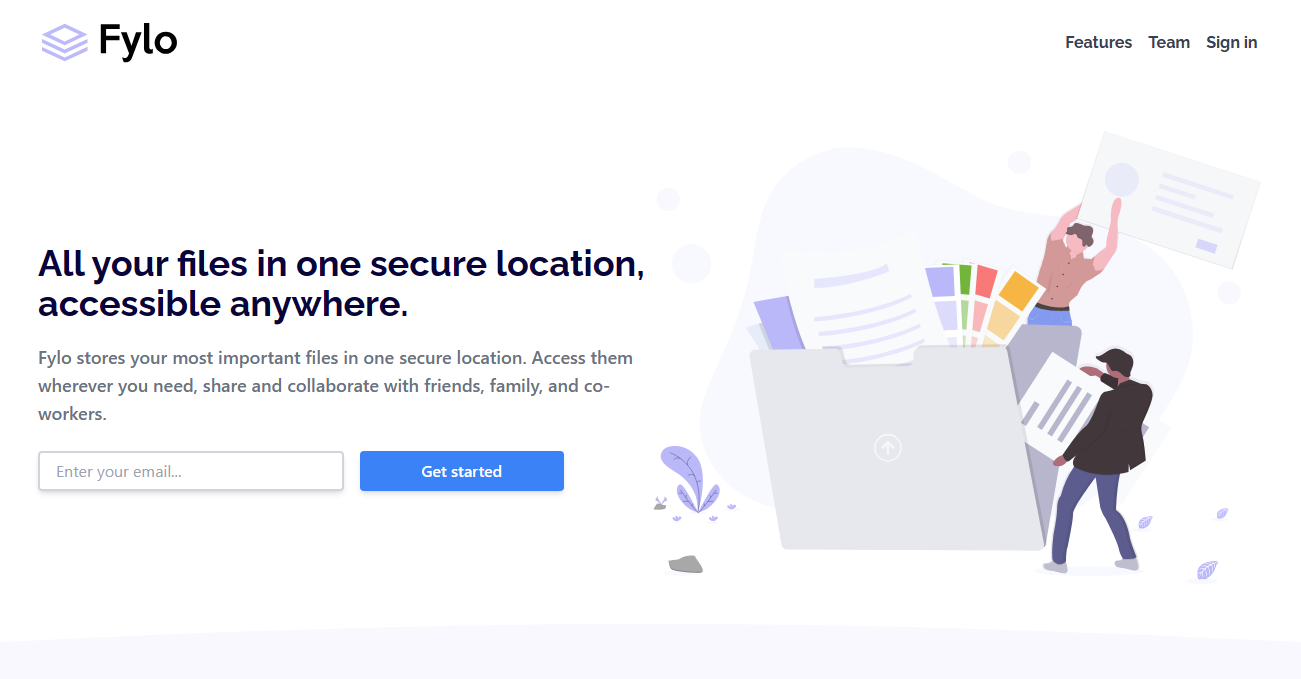 Fylo
Features Team Sign in
All your files in one secure location,
accessible anywhere.
Fylo stores your most important files in one secure location. Access them
wherever you need, share and collaborate with friends, family, and co-
workers.
Enter your email...
Get started